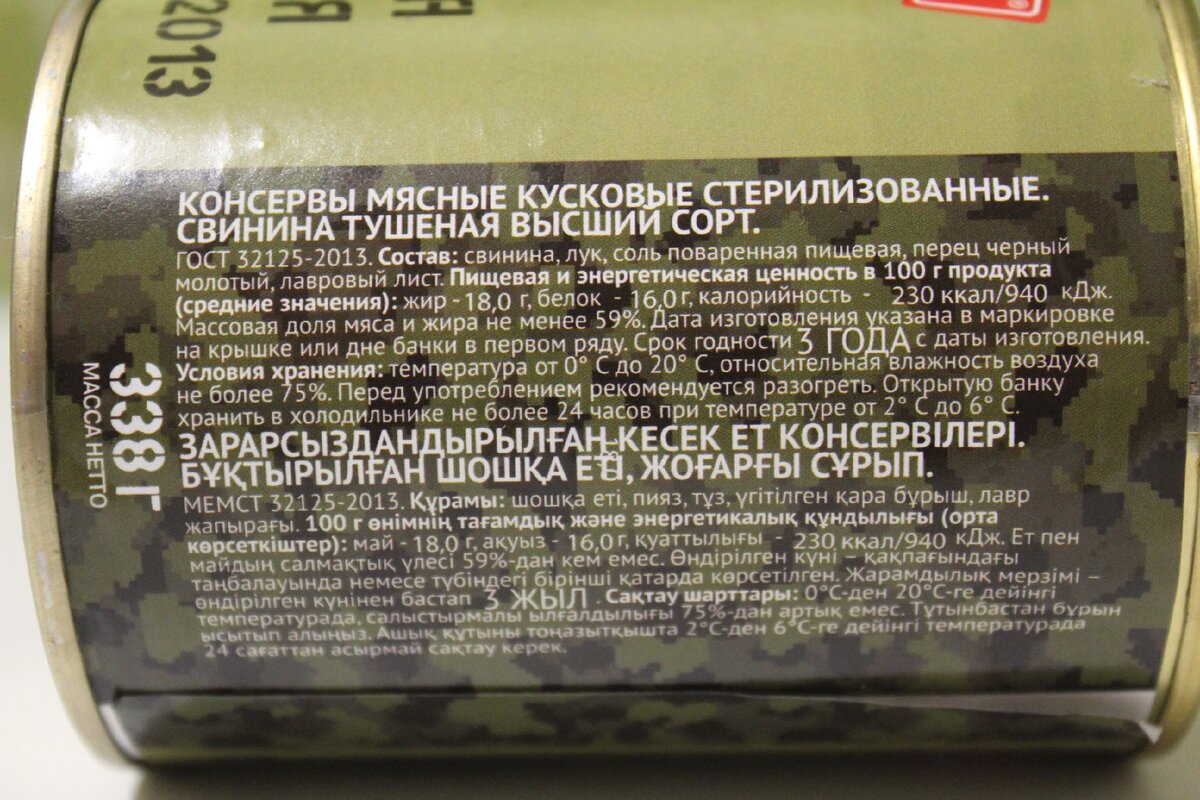 2013
Я
Я
КОНСЕРВЫ МЯСНЫЕ КУСКОВЫЕ СТЕРИЛИЗОВАННЫЕ.
СВИНИНА ТУШЕНАЯ ВЫСШИЙ СОРТ.
ГОСТ 32125-2013. Состав: свинина, лук, соль поваренная пищевая, перец черный
молотый, лавровый лист. Пищевая и энергетическая ценность в 100 г продукта
(средние значения): жир - 18,0 г, белок - 16,0 г, калорийность - 230 ккал/940 кДж.
Массовая доля мяса и жира не менее 59%. Дата изготовления указана в маркировке
на крышке или дне банки в первом ряду. Срок годности 3 ГОДА с даты изготовления.
Условия хранения: температура от 0° С до 20° С, относительная влажность воздуха
не более 75%. Перед употреблением рекомендуется разогреть. Открытую банку
хранить в холодильнике не более 24 часов при температуре от 2° С до 6° С.
ЗАРАРСЫЗДАНДЫРЫЛҒАН КЕСЕК ЕТ КОНСЕРВІЛЕРІ.
БҰҚТЫРЫЛҒАН ШОШҚА ЕТІ, ЖОҒАРҒЫ СҰРЫП.
МЕМСТ 32125-2013. Құрамы: шошқа еті, пияз, тұз, үгітілген қара бұрыш, лавр
жапырағы. 100 г өнімнің тағамдық және энергетикалық құндылығы (орта
көрсеткіштер): май - 18,0 г, ақуыз - 16,0 г, қуаттылығы - 230 ккал/940 кДж. Ет пен
майдың салмақтық үлесі 59%-дан кем емес. Өндірілген күні – қақпағындағы
таңбалауында немесе түбіндегі бірінші қатарда көрсетілген. Жарамдылық мерзімі –
өндірілген күнінен бастап 3 ЖЫЛ . Сақтау шарттары: 0°С-ден 20°С-ге дейінгі
температурада, салыстырмалы ылғалдылығы 75%-дан артық емес. Тұтынбастан бұрын
ысытып алыңыз. Ашық құтыны тоңазытқышта 2°С-ден 6°С-ге дейінгі температурада
24 сағаттан асырмай сақтау керек.
МАССА НЕТТО
338 Г